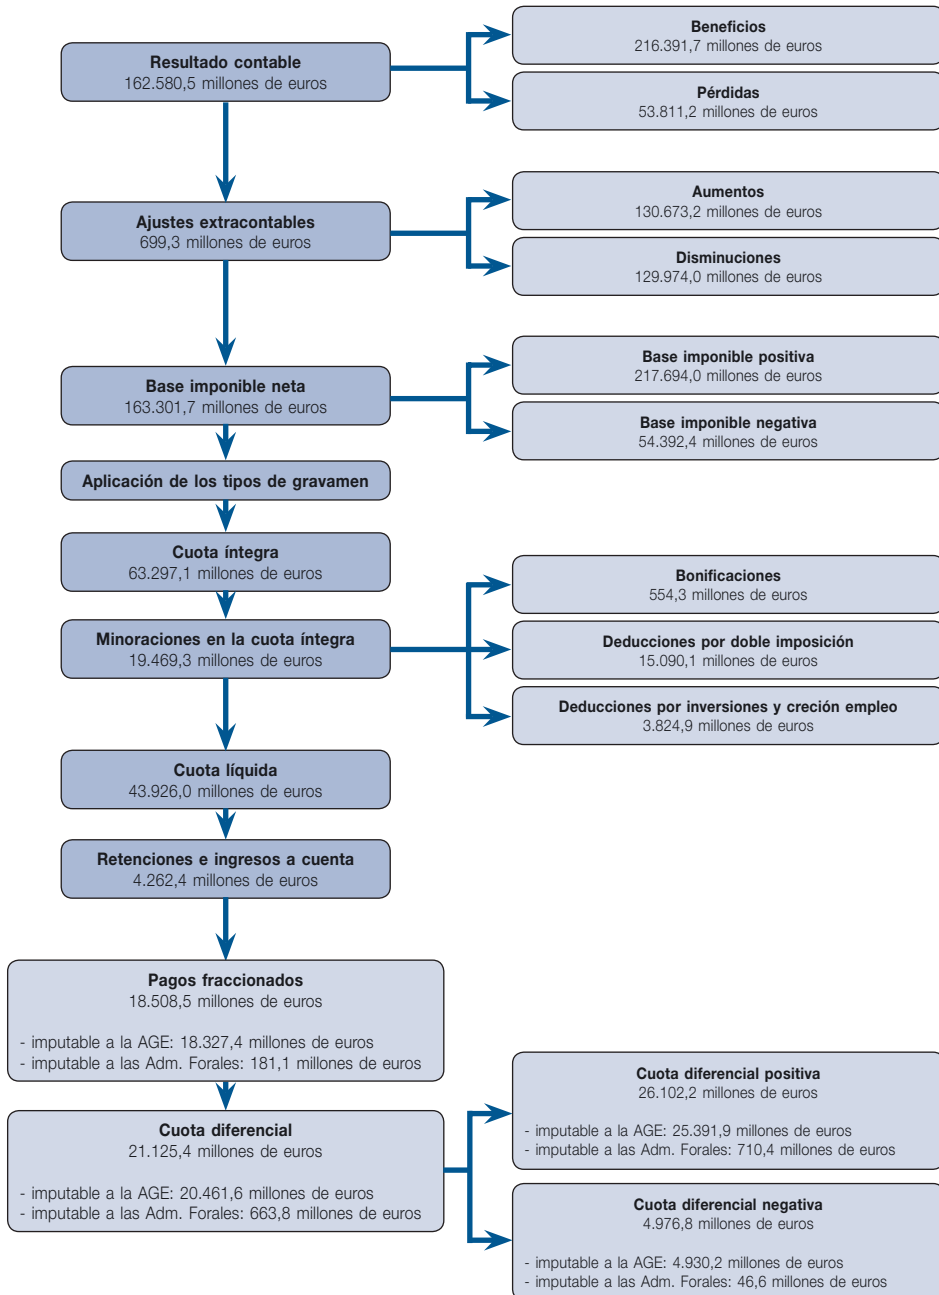 Resultado contable
162.580,5 millones de euros
Beneficios
216.391,7 millones de euros
Pérdidas
53.811,2 millones de euros
Ajustes extracontables
699,3 millones de euros
Aumentos
130.673,2 millones de euros
Disminuciones
129.974,0 millones de euros
Base imponible neta
163.301,7 millones de euros
Base imponible positiva
217.694,0 millones de euros
Base imponible negativa
54.392,4 millones de euros
Aplicación de los tipos de gravamen
Cuota íntegra
63.297,1 millones de euros
Minoraciones en la cuota íntegra
19.469,3 millones de euros
Bonificaciones
554,3 millones de euros
Deducciones por doble imposición
15.090,1 millones de euros
Deducciones por inversiones y creción empleo
3.824,9 millones de euros
Cuota líquida
43.926,0 millones de euros
Retenciones e ingresos a cuenta
4.262,4 millones de euros
Pagos fraccionados
18.508,5 millones de euros
- imputable a la AGE: 18.327,4 millones de euros
- imputable a las Adm. Forales: 181,1 millones de euros
Cuota diferencial
21.125,4 millones de euros
- imputable a la AGE: 20.461,6 millones de euros
- imputable a las Adm. Forales: 663,8 millones de euros
Cuota diferencial positiva
26.102,2 millones de euros
- imputable a la AGE: 25.391,9 millones de euros
- imputable a las Adm. Forales: 710,4 millones de euros
Cuota diferencial negativa
4.976,8 millones de euros
- imputable a la AGE: 4.930,2 millones de euros
- imputable a las Adm. Forales: 46,6 millones de euros